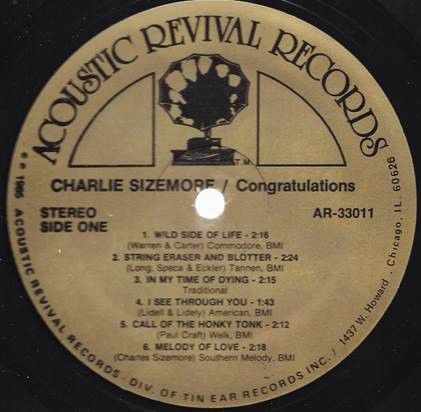 ACOUSTIC REVIVAL RECORDS
T.M.
CHARLIE SIZEMORE / Congratulations
STEREO
SIDE ONE
AR-33011
1. WILD SIDE OF LIFE - 2:16
(Warren & Carter) Commodore, BMI
2. STRING ERASER AND BLOTTER - 2:24
(Long, Speca & Eckler) Tannen, BMI
3. IN MY TIME OF DYING - 2:15
Traditional
4. I SEE THROUGH YOU - 1:43
(Lidell & Lidely) American, BMI
5. CALL OF THE HONKY TONK - 2:12
(Paul Craft) Welk, BMI
6. MELODY OF LOVE - 2:18
(Charles Sizemore) Southern Melody, BMI
1985 ACOUSTIC REVIVAL RECORDS - DIV. OF TIN EAR RECORDS INC. / 1437 W. Howard - Chicago, IL. 60626